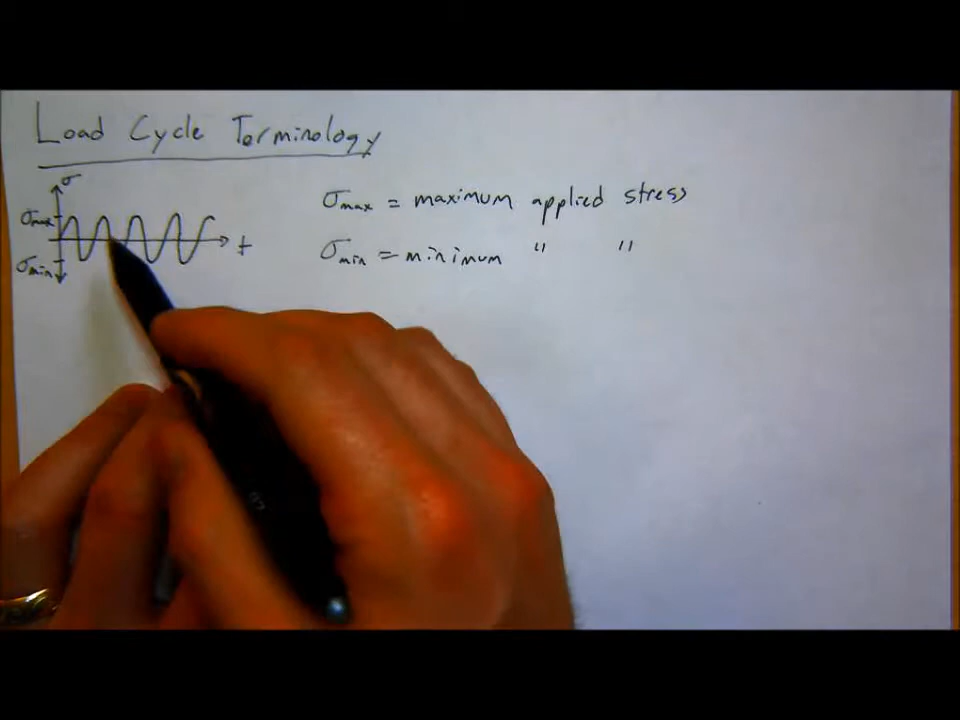 Load Cycle Terminology
σ
σmax
σmin
t
σmax = maximum applied stress
σmin = minimum " "